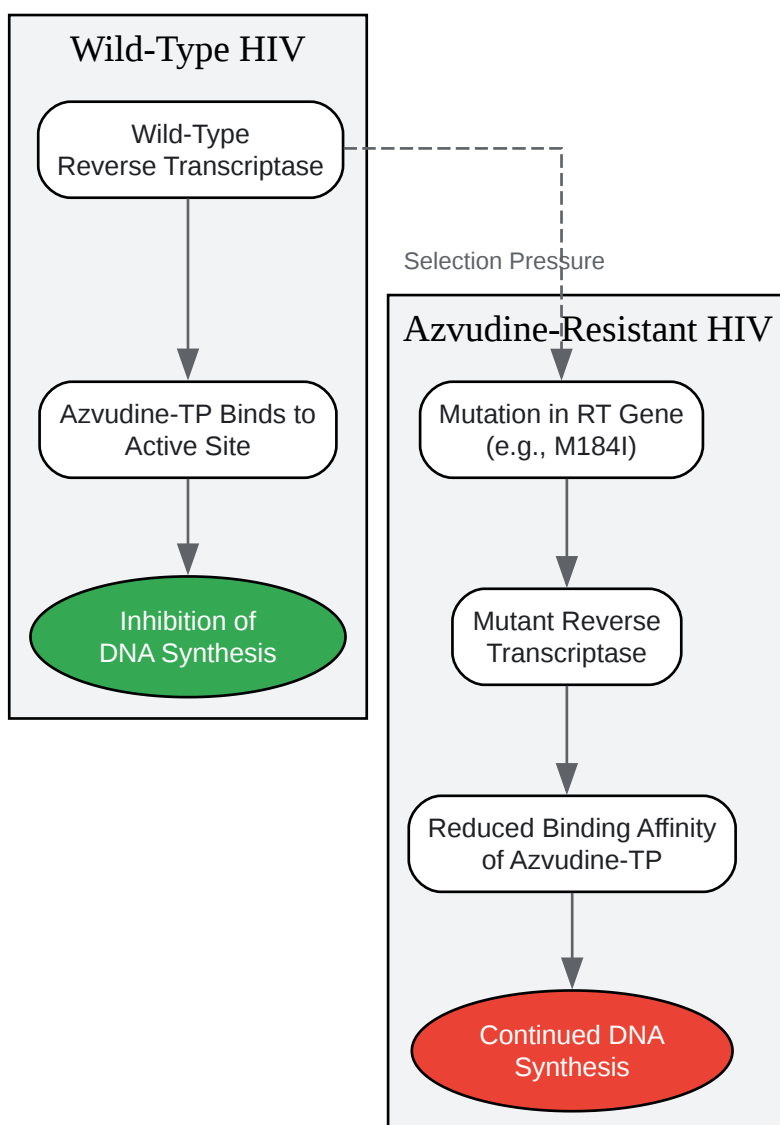 Wild-Type HIV
Wild-Type
Reverse Transcriptase
Azvudine-TP Binds to
Active Site
Inhibition of
DNA Synthesis
Selection Pressure
Azvudine-Resistant HIV
Mutation in RT Gene
(e.g., M184I)
Mutant Reverse
Transcriptase
Reduced Binding Affinity
of Azvudine-TP
Continued DNA
Synthesis